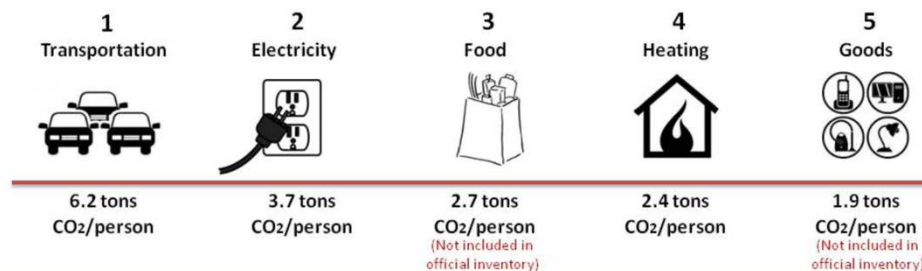 1
Transportation
2
Electricity
3
Food
4
Heating
5
Goods
6.2 tons
CO₂/person
3.7 tons
CO₂/person
2.7 tons
CO₂/person
(Not included in
official inventory)
2.4 tons
CO₂/person
1.9 tons
CO₂/person
(Not included in
official inventory)